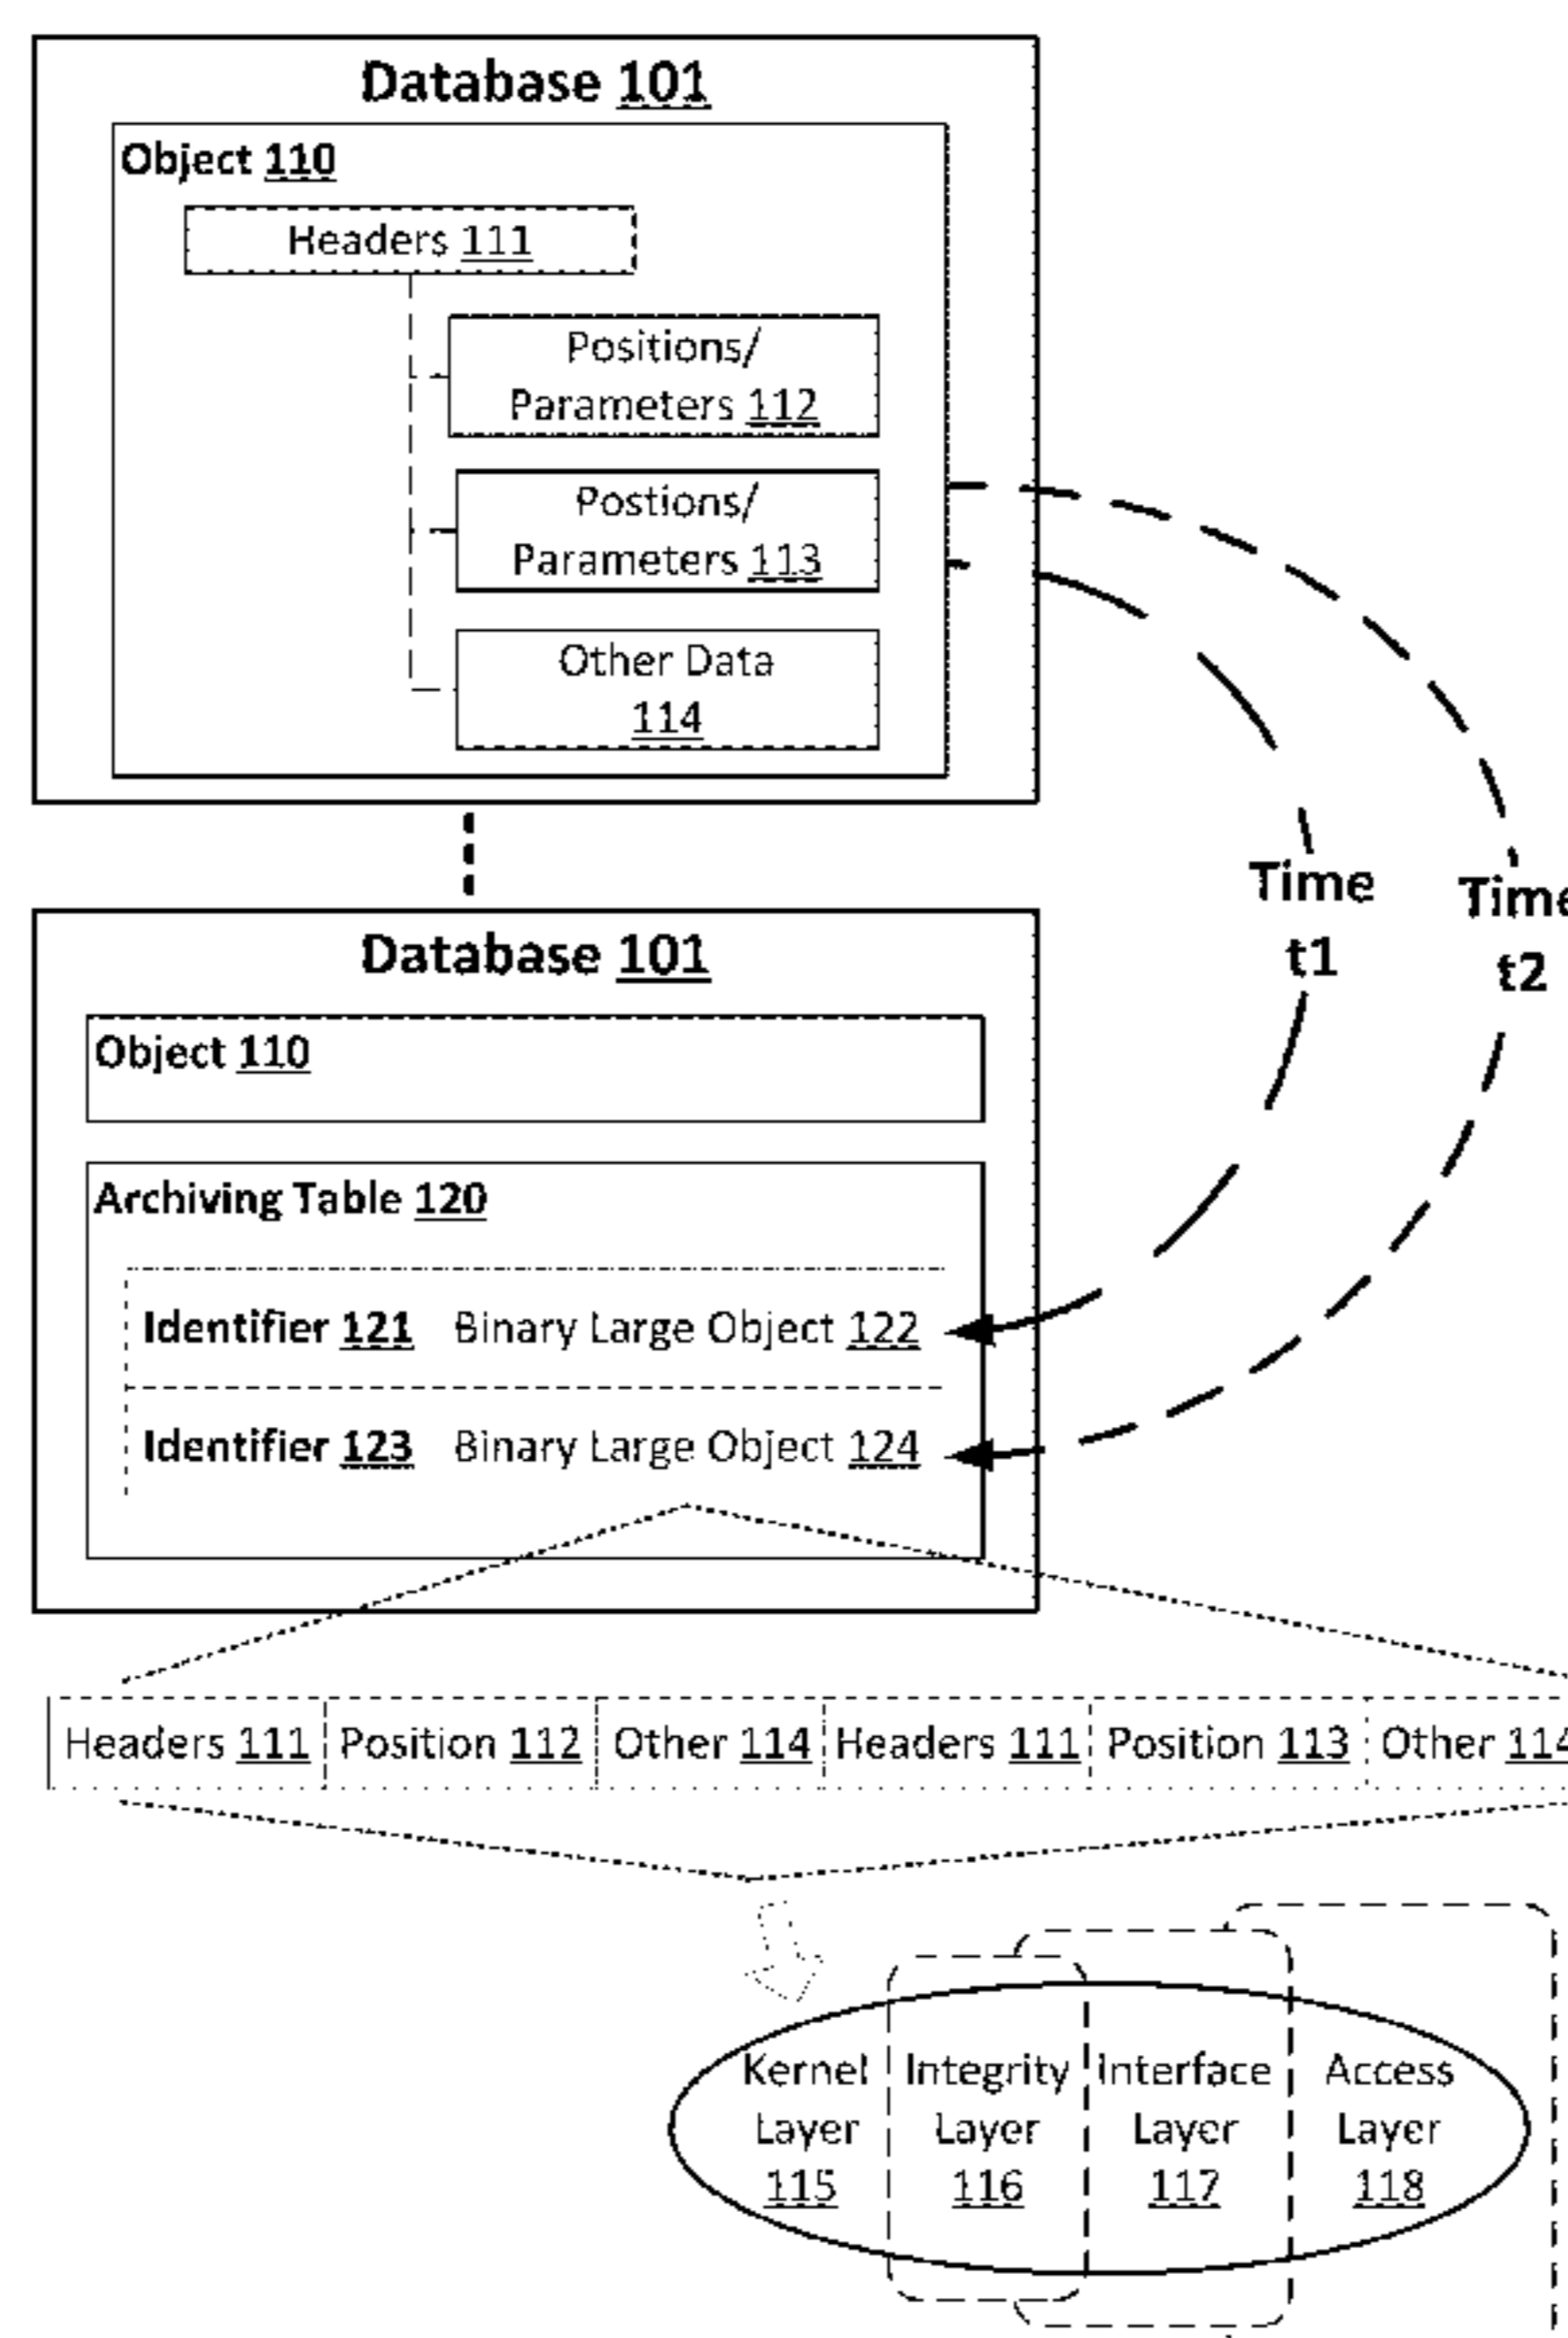 Database 101
Object 110
Headers 111
Positions/
Parameters 112
Postions/
Parameters 113
Other Data
114
Time
t1
Time
t2
Database 101
Object 110
Archiving Table 120
Identifier 121 Binary Large Object 122
Identifier 123 Binary Large Object 124
Headers 111 Position 112 Other 114 Headers 111 Position 113 Other 114
Kernel
Layer
115
Integrity
Layer
116
Interface
Layer
117
Access
Layer
118